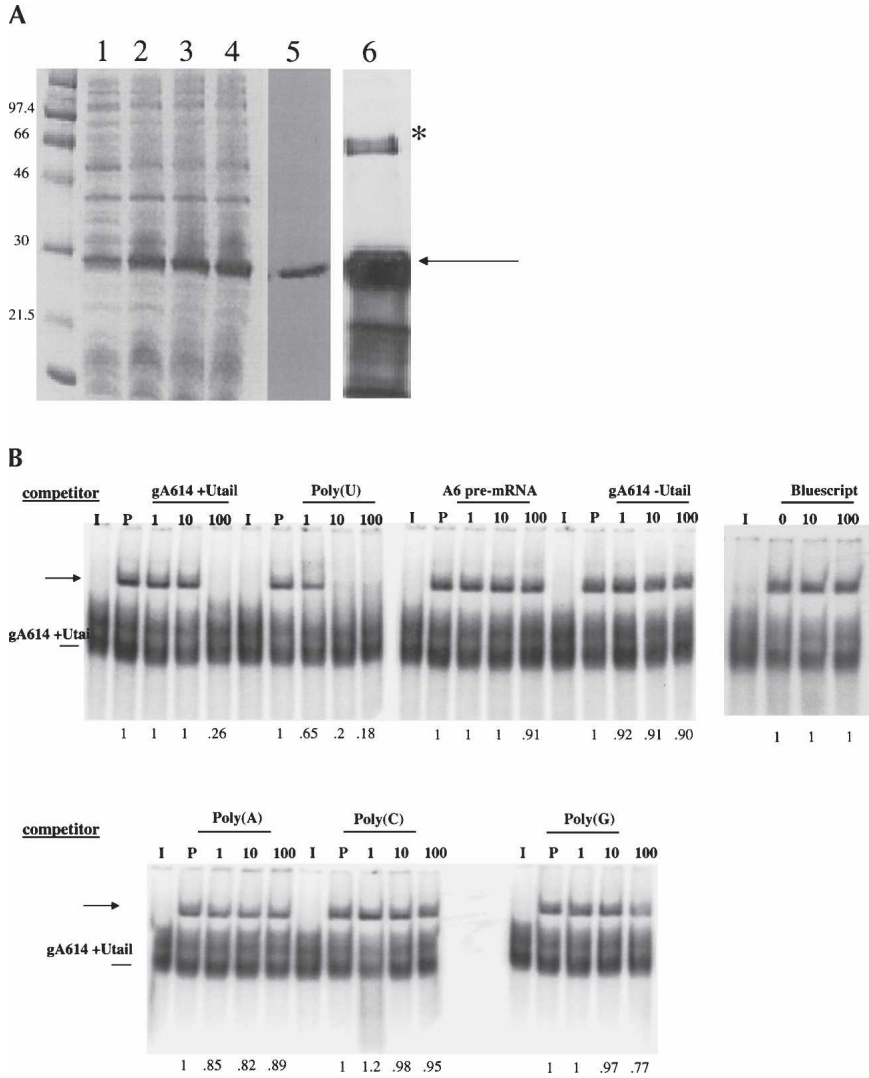 A
1 2 3 4 5 6
97.4
66
46
30
21.5
*
B
competitor gA614 +Utail Poly(U) A6 pre-mRNA gA614 -Utail Bluescript
I P 1 10 100 I P 1 10 100 I P 1 10 100 I P 1 10 100 I 0 10 100
gA614 +Utai
1 1 1 .26 1 .65 .2 .18 1 1 1 .91 1 .92 .91 .90 1 1 1
competitor Poly(A) Poly(C) Poly(G)
I P 1 10 100 I P 1 10 100 I P 1 10 100
gA614 +Utail
1 .85 .82 .89 1 1.2 .98 .95 1 1 .97 .77